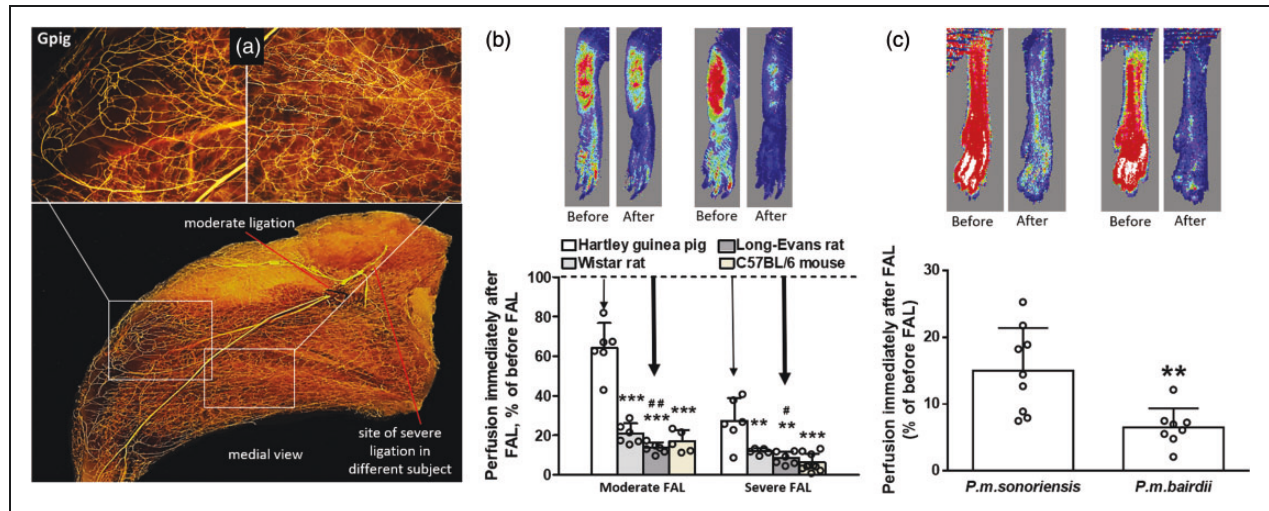 Gpig
(a)
moderate ligation
site of severe
ligation in
different subject
medial view
(b)
Before After Before After
Hartley guinea pig Long-Evans rat
Wistar rat C57BL/6 mouse
Perfusion immediately after
FAL, % of before FAL
100
80
60
40
20
0
***
##
***
***
**
#
**
***
Moderate FAL Severe FAL
(c)
Before After Before After
Perfusion immediately after FAL
(% of before FAL)
30
20
10
0
**
P.m.sonoriensis P.m.bairdii